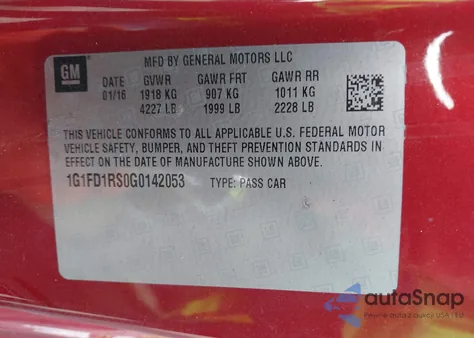 GM
MFD BY GENERAL MOTORS LLC
DATE GVWR GAWR FRT GAWR RR
01/16 1918 KG 907 KG 1011 KG
4227 LB 1999 LB 2228 LB
THIS VEHICLE CONFORMS TO ALL APPLICABLE U.S. FEDERAL MOTOR
VEHICLE SAFETY, BUMPER, AND THEFT PREVENTION STANDARDS IN
EFFECT ON THE DATE OF MANUFACTURE SHOWN ABOVE.
1G1FD1RS0G0142053 TYPE: PASS CAR
autoSnap